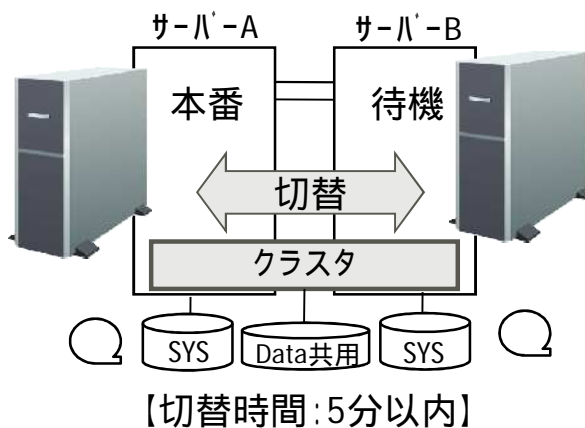 サーバーA サーバーB
本番 待機
切替
クラスタ
SYS Data共用 SYS
【切替時間:5分以内】